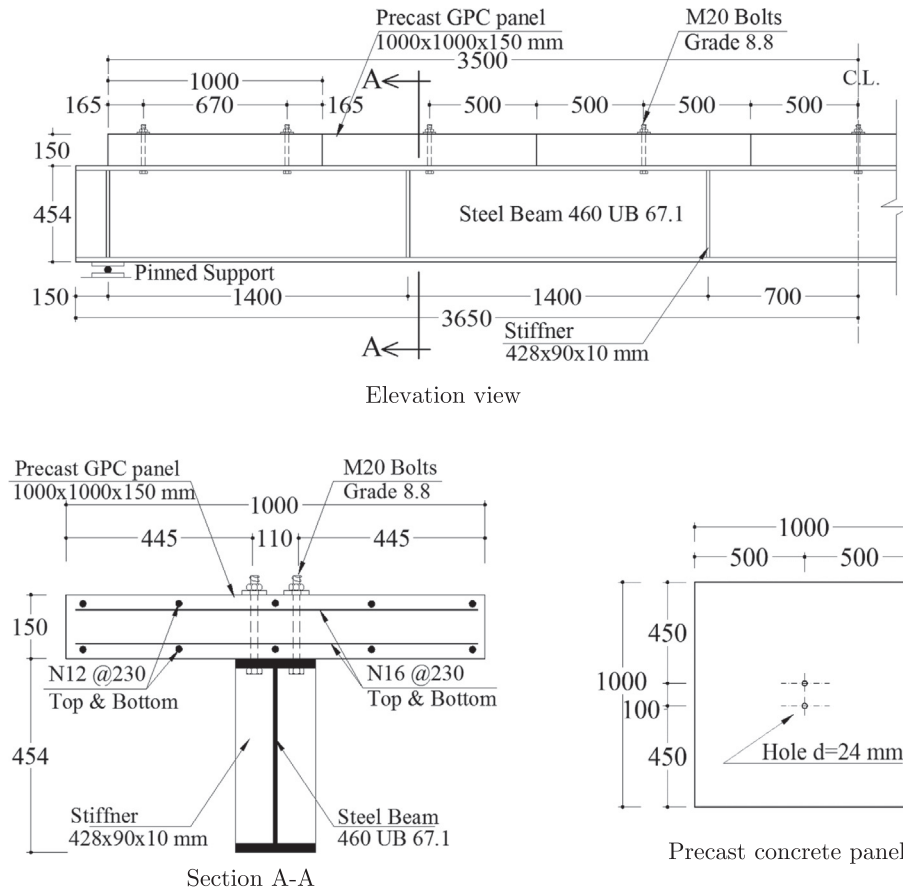 Precast GPC panel
1000x1000x150 mm
M20 Bolts
Grade 8.8
3500
1000
A
C.L.
165
670
165
500
500
500
500
150
454
Steel Beam 460 UB 67.1
Pinned Support
150
1400
1400
700
3650
Stiffner
428x90x10 mm
A
Elevation view
Precast GPC panel
1000x1000x150 mm
M20 Bolts
Grade 8.8
1000
445
110
445
150
N12 @230
Top & Bottom
N16 @230
Top & Bottom
454
Stiffner
428x90x10 mm
Steel Beam
460 UB 67.1
Section A-A
1000
500
500
450
1000
100
450
Hole d=24 mm
Precast concrete panel